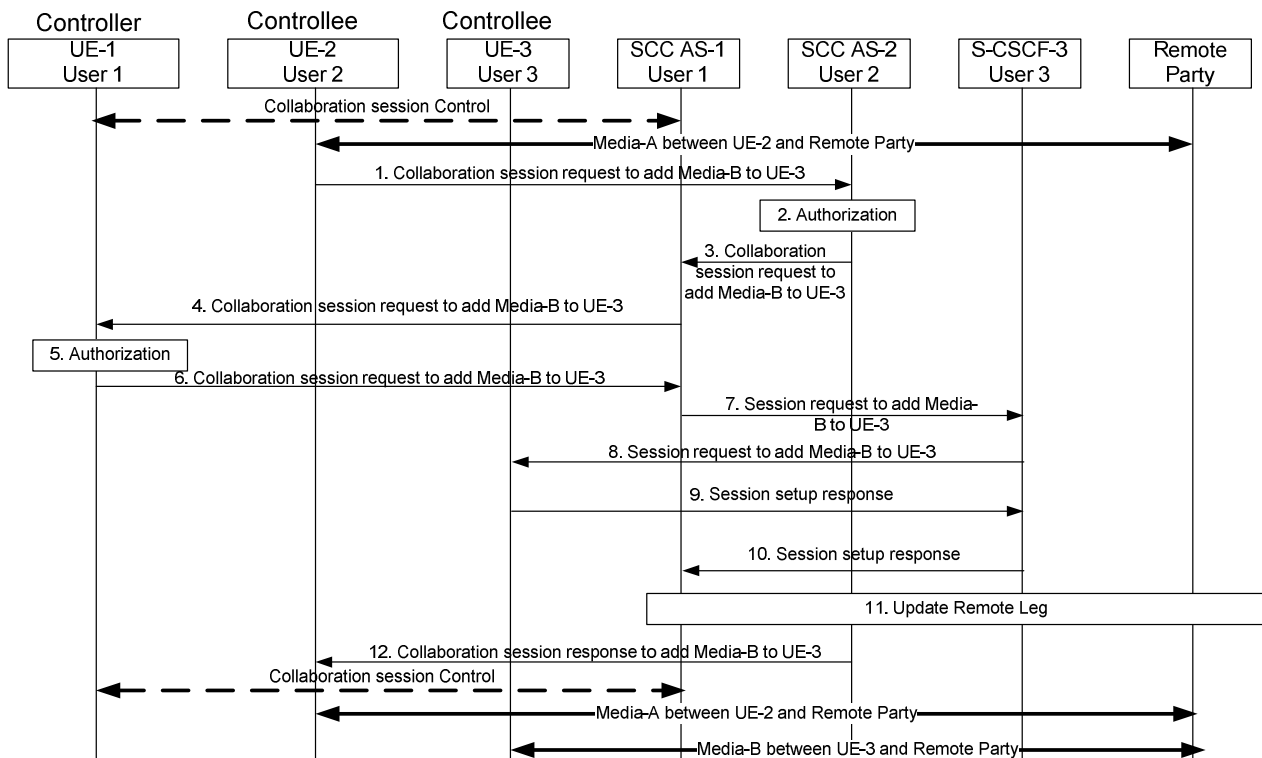 Controller
Controllee
Controllee
UE-1
User 1
UE-2
User 2
UE-3
User 3
SCC AS-1
User 1
SCC AS-2
User 2
S-CSCF-3
User 3
Remote
Party
Collaboration session Control
Media-A between UE-2 and Remote Party
1. Collaboration session request to add Media-B to UE-3
2. Authorization
3. Collaboration
session request to
add Media-B to UE-3
4. Collaboration session request to add Media-B to UE-3
5. Authorization
6. Collaboration session request to add Media-B to UE-3
7. Session request to add Media-
B to UE-3
8. Session request to add Media-B to UE-3
9. Session setup response
10. Session setup response
11. Update Remote Leg
12. Collaboration session response to add Media-B to UE-3
Collaboration session Control
Media-A between UE-2 and Remote Party
Media-B between UE-3 and Remote Party